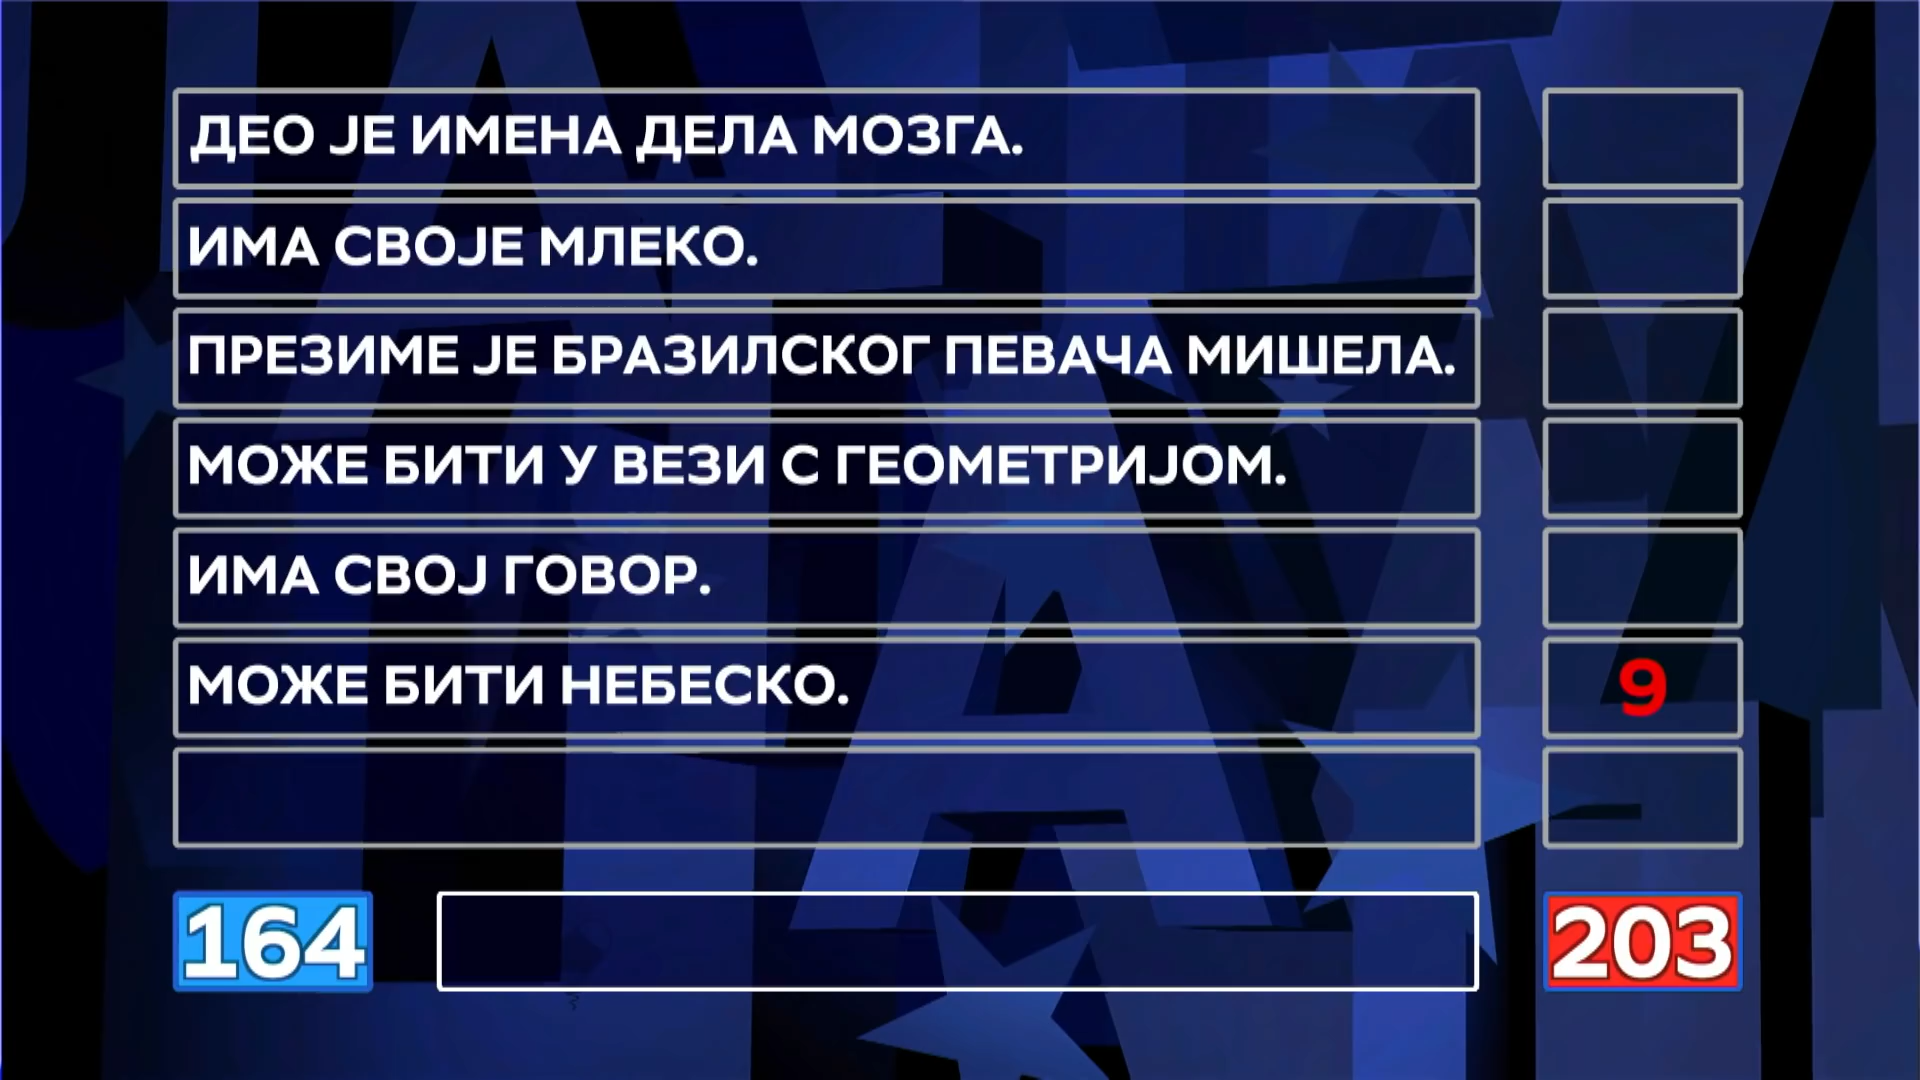 ДЕО ЈЕ ИМЕНА ДЕЛА МОЗГА.
ИМА СВОЈЕ МЛЕКО.
ПРЕЗИМЕ ЈЕ БРАЗИЛСКОГ ПЕВАЧА МИШЕЛА.
МОЖЕ БИТИ У ВЕЗИ С ГЕОМЕТРИЈОМ.
ИМА СВОЈ ГОВОР.
МОЖЕ БИТИ НЕБЕСКО.
9
164
203